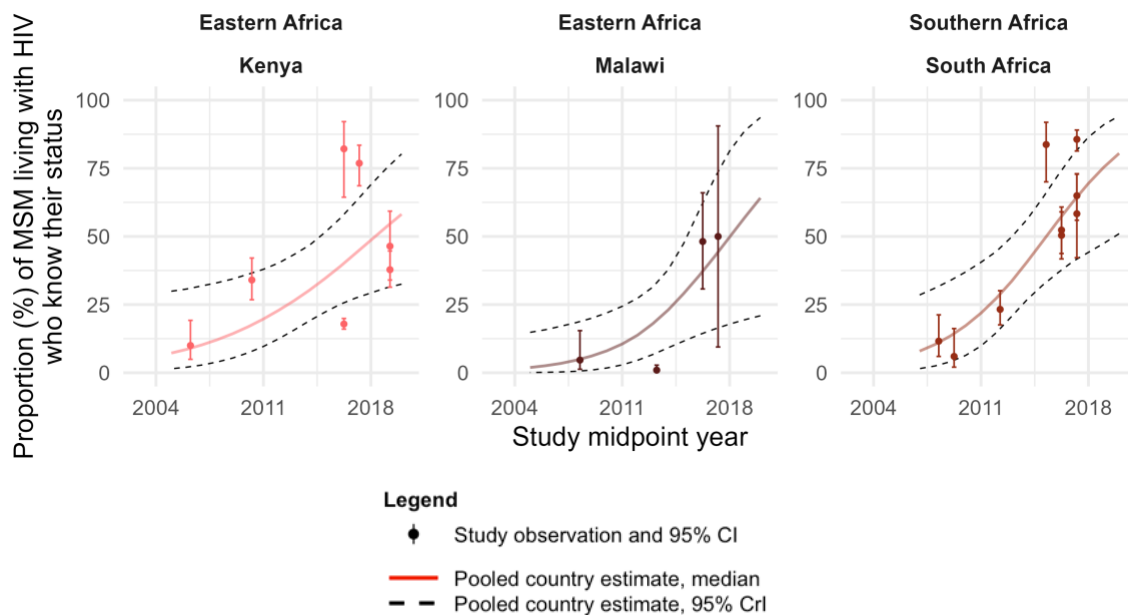 Eastern Africa
Eastern Africa
Southern Africa
Kenya
Malawi
South Africa
Proportion (%) of MSM living with HIV
who know their status
100
75
50
25
0
2004
2011
2018
100
75
50
25
0
2004
2011
2018
100
75
50
25
0
2004
2011
2018
Study midpoint year
Legend
Study observation and 95% CI
Pooled country estimate, median
Pooled country estimate, 95% CrI